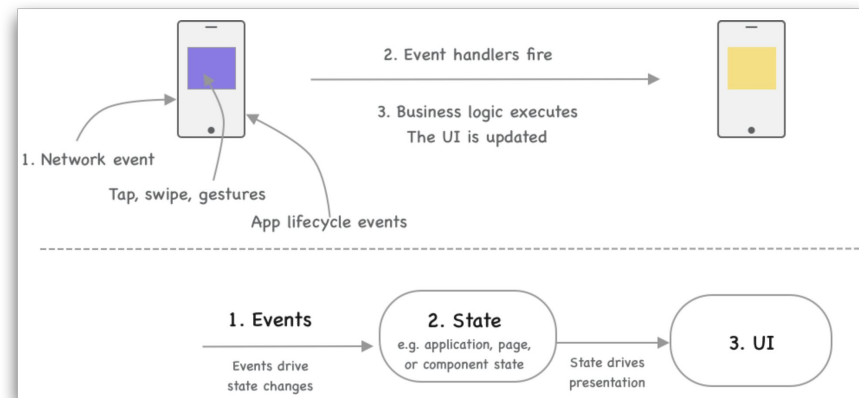 2. Event handlers fire
3. Business logic executes
The UI is updated
1. Network event
Tap, swipe, gestures
App lifecycle events
1. Events
Events drive
state changes
2. State
e.g. application, page,
or component state
State drives
presentation
3. UI